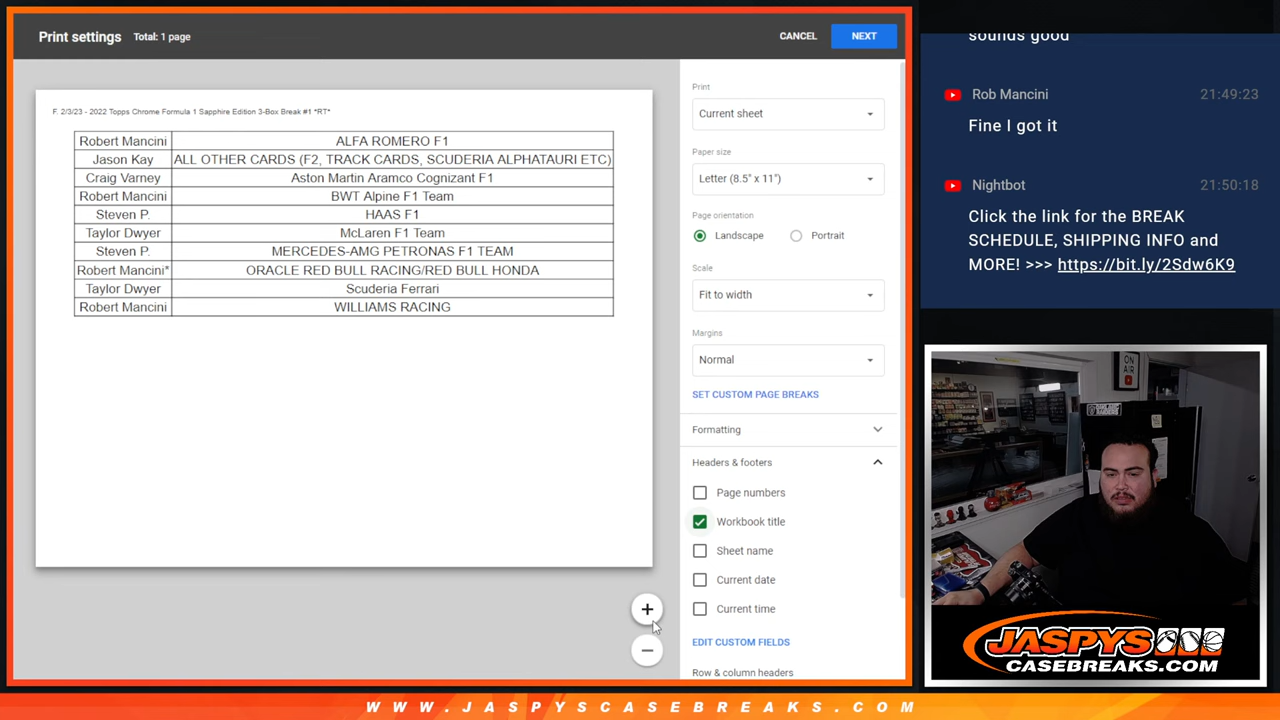 Print settings Total: 1 page CANCEL NEXT
F. 2/3/23 - 2022 Topps Chrome Formula 1 Sapphire Edition 3-Box Break #1 *RT*
Robert Mancini ALFA ROMERO F1
Jason Kay ALL OTHER CARDS (F2, TRACK CARDS, SCUDERIA ALPHATAURI ETC)
Craig Varney Aston Martin Aramco Cognizant F1
Robert Mancini BWT Alpine F1 Team
Steven P. HAAS F1
Taylor Dwyer McLaren F1 Team
Steven P. MERCEDES-AMG PETRONAS F1 TEAM
Robert Mancini* ORACLE RED BULL RACING/RED BULL HONDA
Taylor Dwyer Scuderia Ferrari
Robert Mancini WILLIAMS RACING
Print
Current sheet
Paper size
Letter (8.5" x 11")
Page orientation
Landscape Portrait
Scale
Fit to width
Margins
Normal
SET CUSTOM PAGE BREAKS
Formatting
Headers & footers
Page numbers
Workbook title
Sheet name
Current date
Current time
EDIT CUSTOM FIELDS
Row & column headers
sounds good
Rob Mancini 21:49:23
Fine I got it
Nightbot 21:50:18
Click the link for the BREAK
SCHEDULE, SHIPPING INFO and
MORE! >>> https://bit.ly/2Sdw6K9
ON
AIR
JASPYS
CASEBREAKS.COM
WWW.JASPYSCASEBREAKS.COM